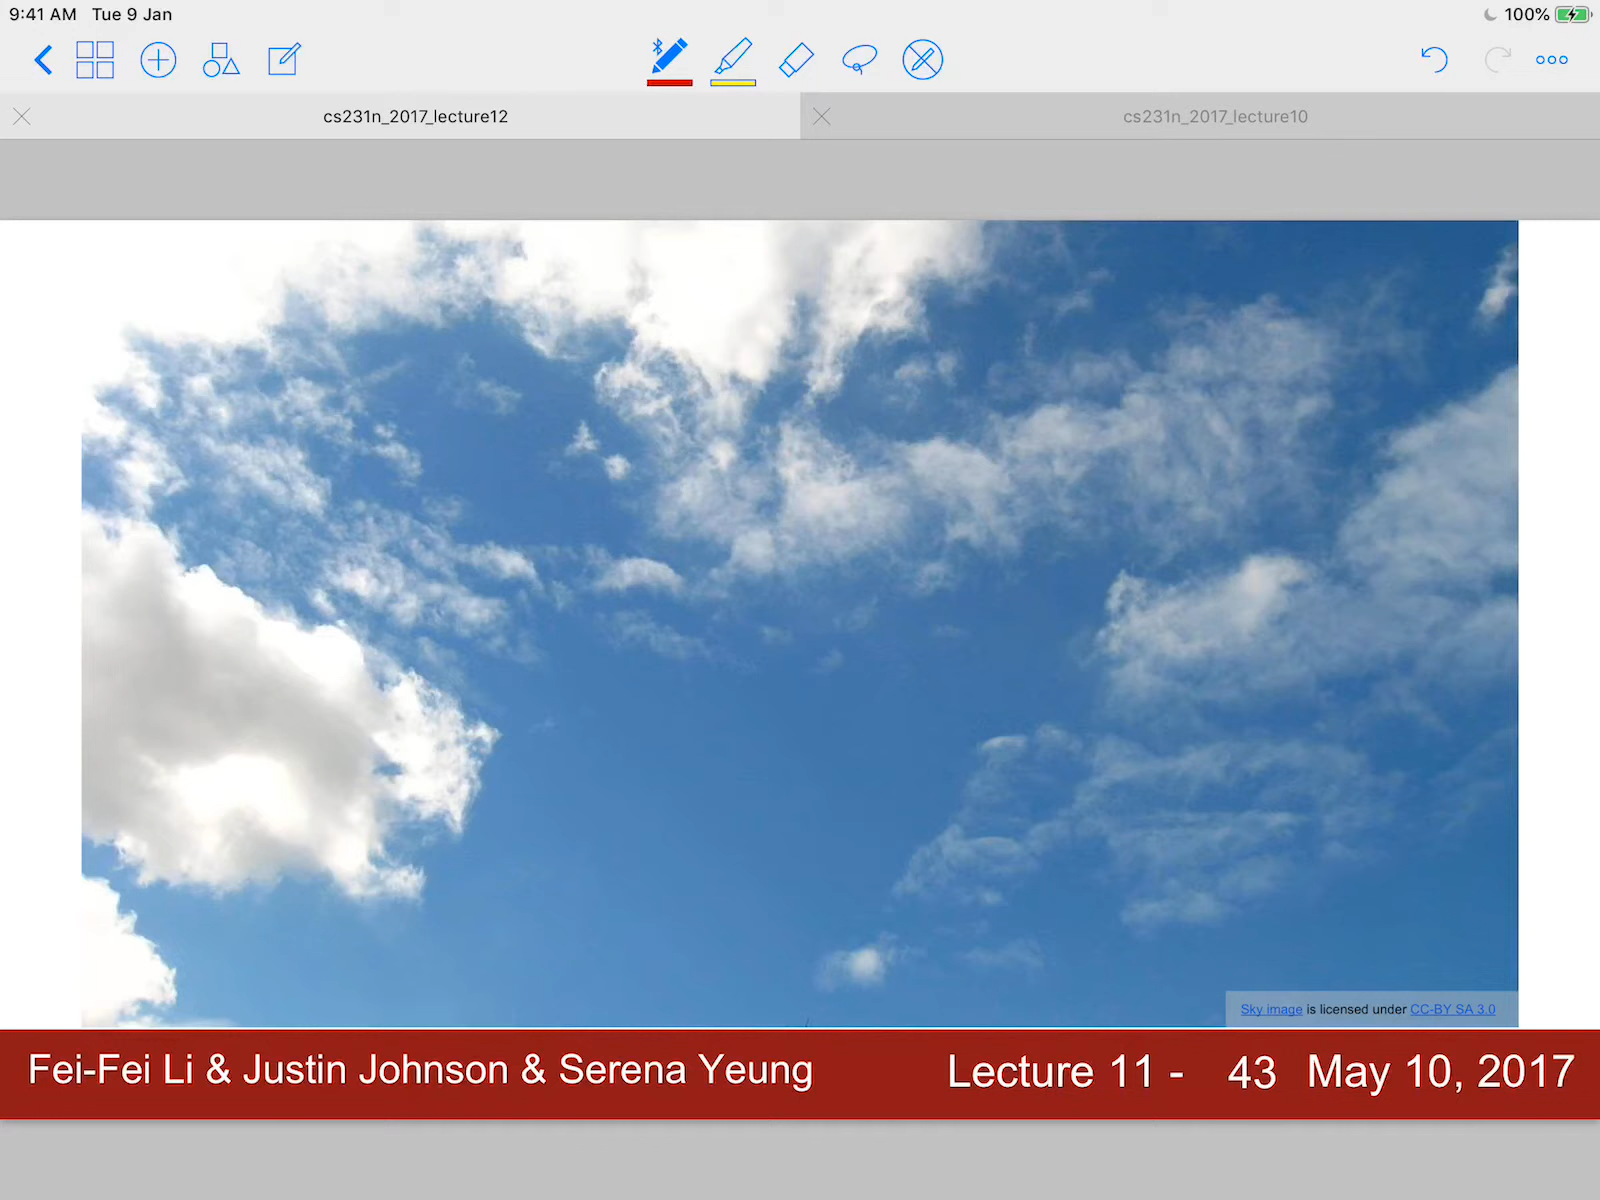 9:41 AM Tue 9 Jan 100%
cs231n_2017_lecture12 cs231n_2017_lecture10
Sky image is licensed under CC-BY SA 3.0
Fei-Fei Li & Justin Johnson & Serena Yeung Lecture 11 - 43 May 10, 2017